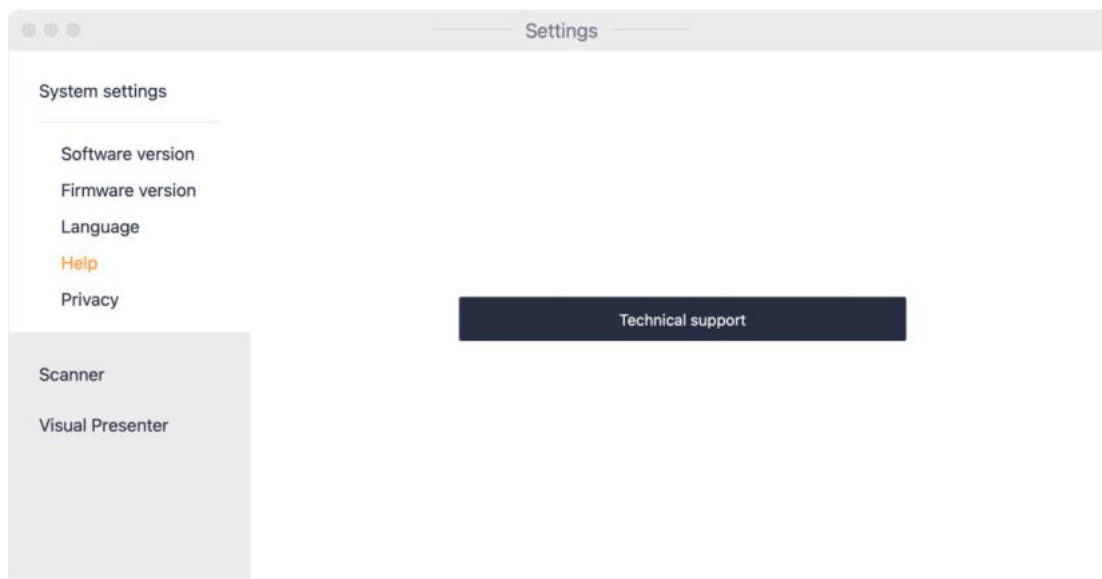 Settings
System settings
Software version
Firmware version
Language
Help
Privacy
Technical support
Scanner
Visual Presenter